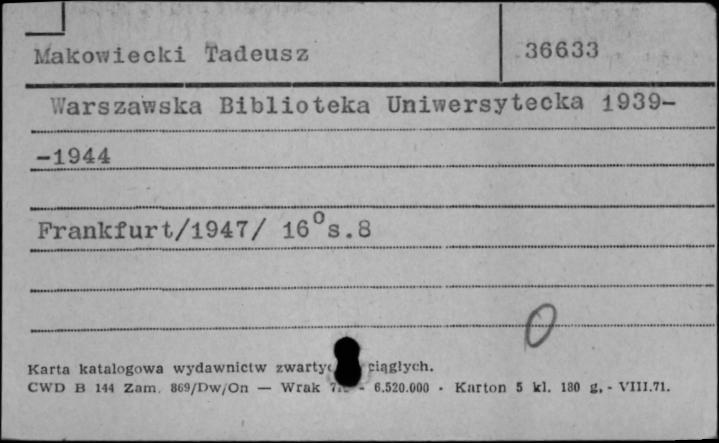 Makowiecki Tadeusz
36633
Warszawska Biblioteka Uniwersytecka 1939-
-1944
Frankfurt/1947/ 16°s.8
0
Karta katalogowa wydawnictw ciągłych.
CWD B 144 Zam. 869/Dw/On — Wrak - 6.520.000 - Karton 5 kl. 180 g. - VIII.71.